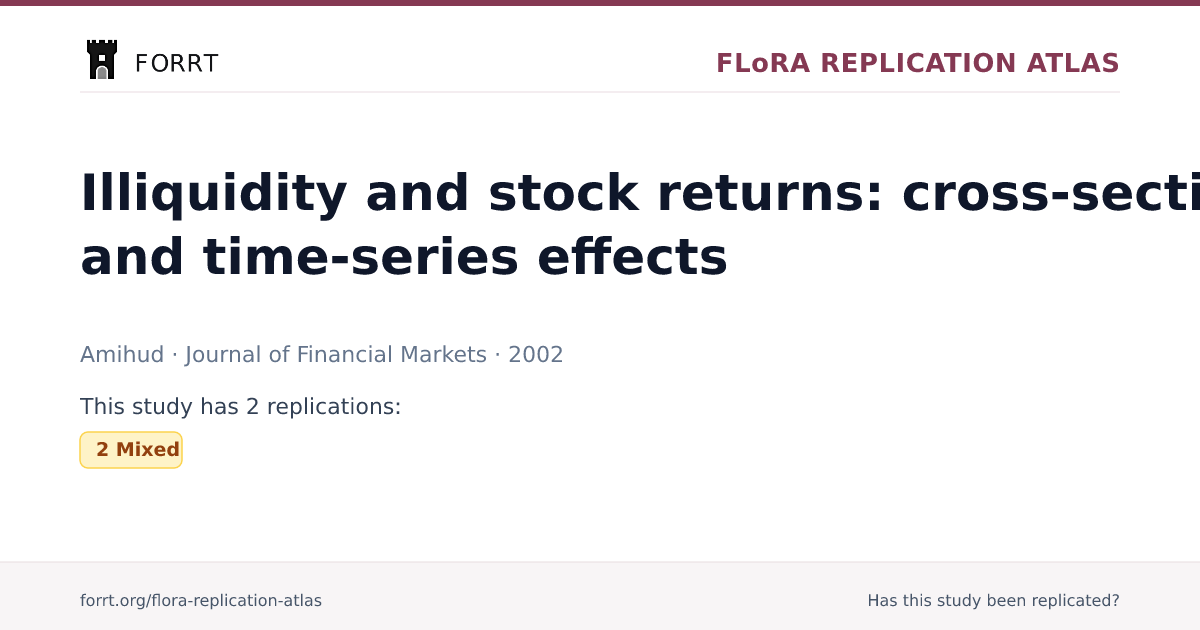 FORRT
FLoRA REPLICATION ATLAS
Illiquidity and stock returns: cross-secti
and time-series effects
Amihud · Journal of Financial Markets · 2002
This study has 2 replications:
2 Mixed
forrt.org/flora-replication-atlas
Has this study been replicated?